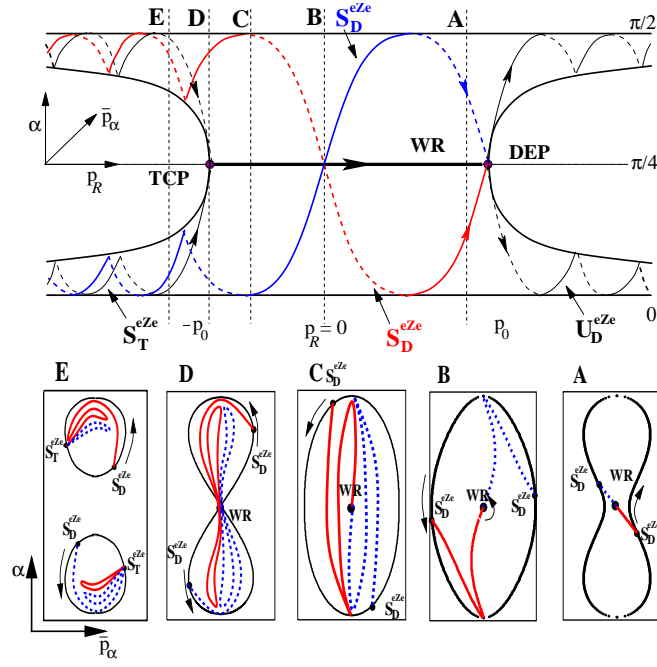 E D C B S_D^{eZe} A π/2
α p̄_α
WR DEP
p_R TCP π/4
S_T^{eZe} -p_0 p_R=0 S_D^{eZe} p_0 U_D^{eZe} 0
E D C S_D^{eZe} B A
S_T^{eZe} S_D^{eZe} S_D^{eZe} WR WR WR S_D^{eZe} S_D^{eZe} S_D^{eZe} WR S_D^{eZe}
S_D^{eZe} S_T^{eZe} WR S_D^{eZe} S_D^{eZe}
α
p̄_α